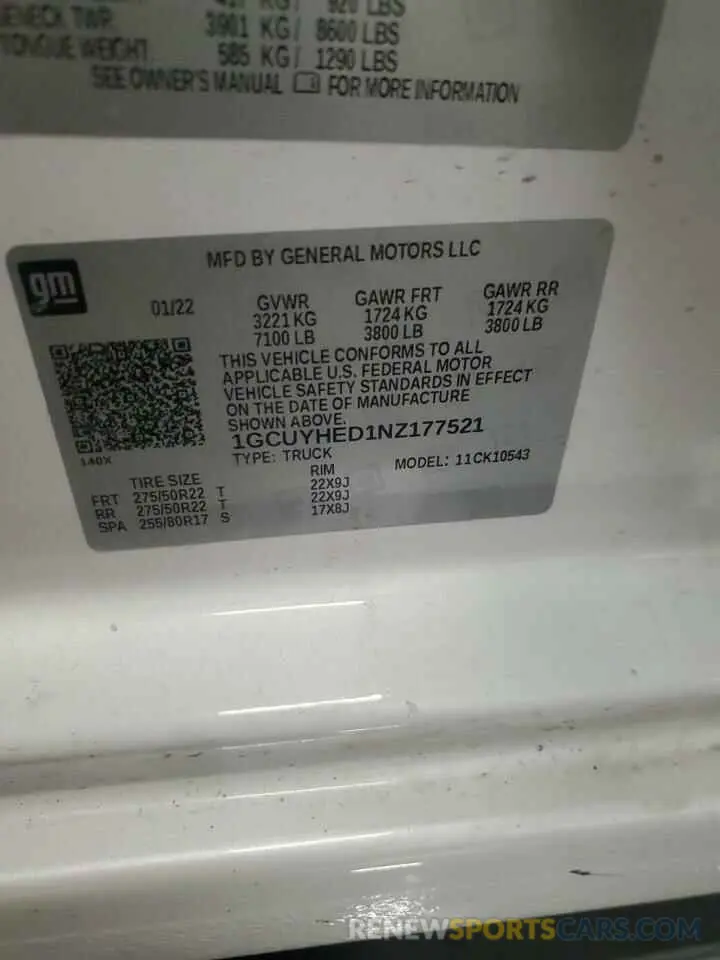 920 LBS
TWR. 3901 KG/ 8600 LBS
TONGUE WEIGHT. 585 KG/ 1290 LBS
SEE OWNER'S MANUAL FOR MORE INFORMATION
gm
MFD BY GENERAL MOTORS LLC
01/22 GVWR GAWR FRT GAWR RR
3221 KG 1724 KG 1724 KG
7100 LB 3800 LB 3800 LB
THIS VEHICLE CONFORMS TO ALL
APPLICABLE U.S. FEDERAL MOTOR
VEHICLE SAFETY STANDARDS IN EFFECT
ON THE DATE OF MANUFACTURE
SHOWN ABOVE.
1GCUYHED1NZ177521
140X
TYPE: TRUCK MODEL: 11CK10543
TIRE SIZE RIM
FRT 275/50R22 T 22X9J
RR 275/50R22 T 22X9J
SPA 255/80R17 S 17X8J
RENEWSPORTSCARS.COM